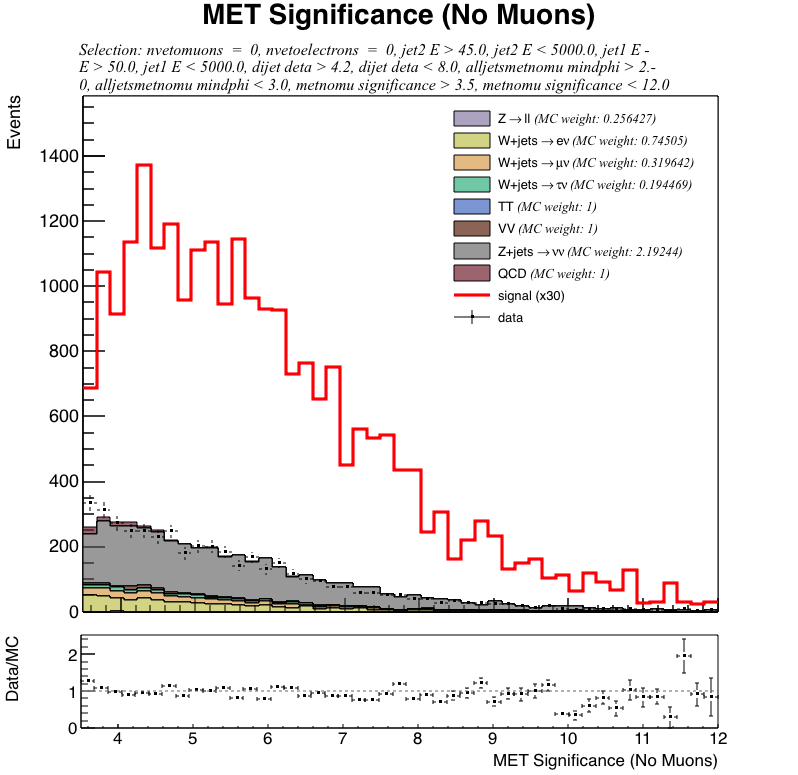 MET Significance (No Muons)
Selection: nvetomuons = 0, nvetoelectrons = 0, jet2 E > 45.0, jet2 E < 5000.0, jet1 E -
E > 50.0, jet1 E < 5000.0, dijet deta > 4.2, dijet deta < 8.0, alljetsmetnomu mindphi > 2.-
0, alljetsmetnomu mindphi < 3.0, metnomu significance > 3.5, metnomu significance < 12.0
Events
1400
1200
1000
800
600
400
200
0
Z → ll (MC weight: 0.256427)
W+jets → eν (MC weight: 0.74505)
W+jets → μν (MC weight: 0.319642)
W+jets → τν (MC weight: 0.194469)
TT (MC weight: 1)
VV (MC weight: 1)
Z+jets → νν (MC weight: 2.19244)
QCD (MC weight: 1)
signal (x30)
data
Data/MC
2
1
0
4 5 6 7 8 9 10 11 12
MET Significance (No Muons)